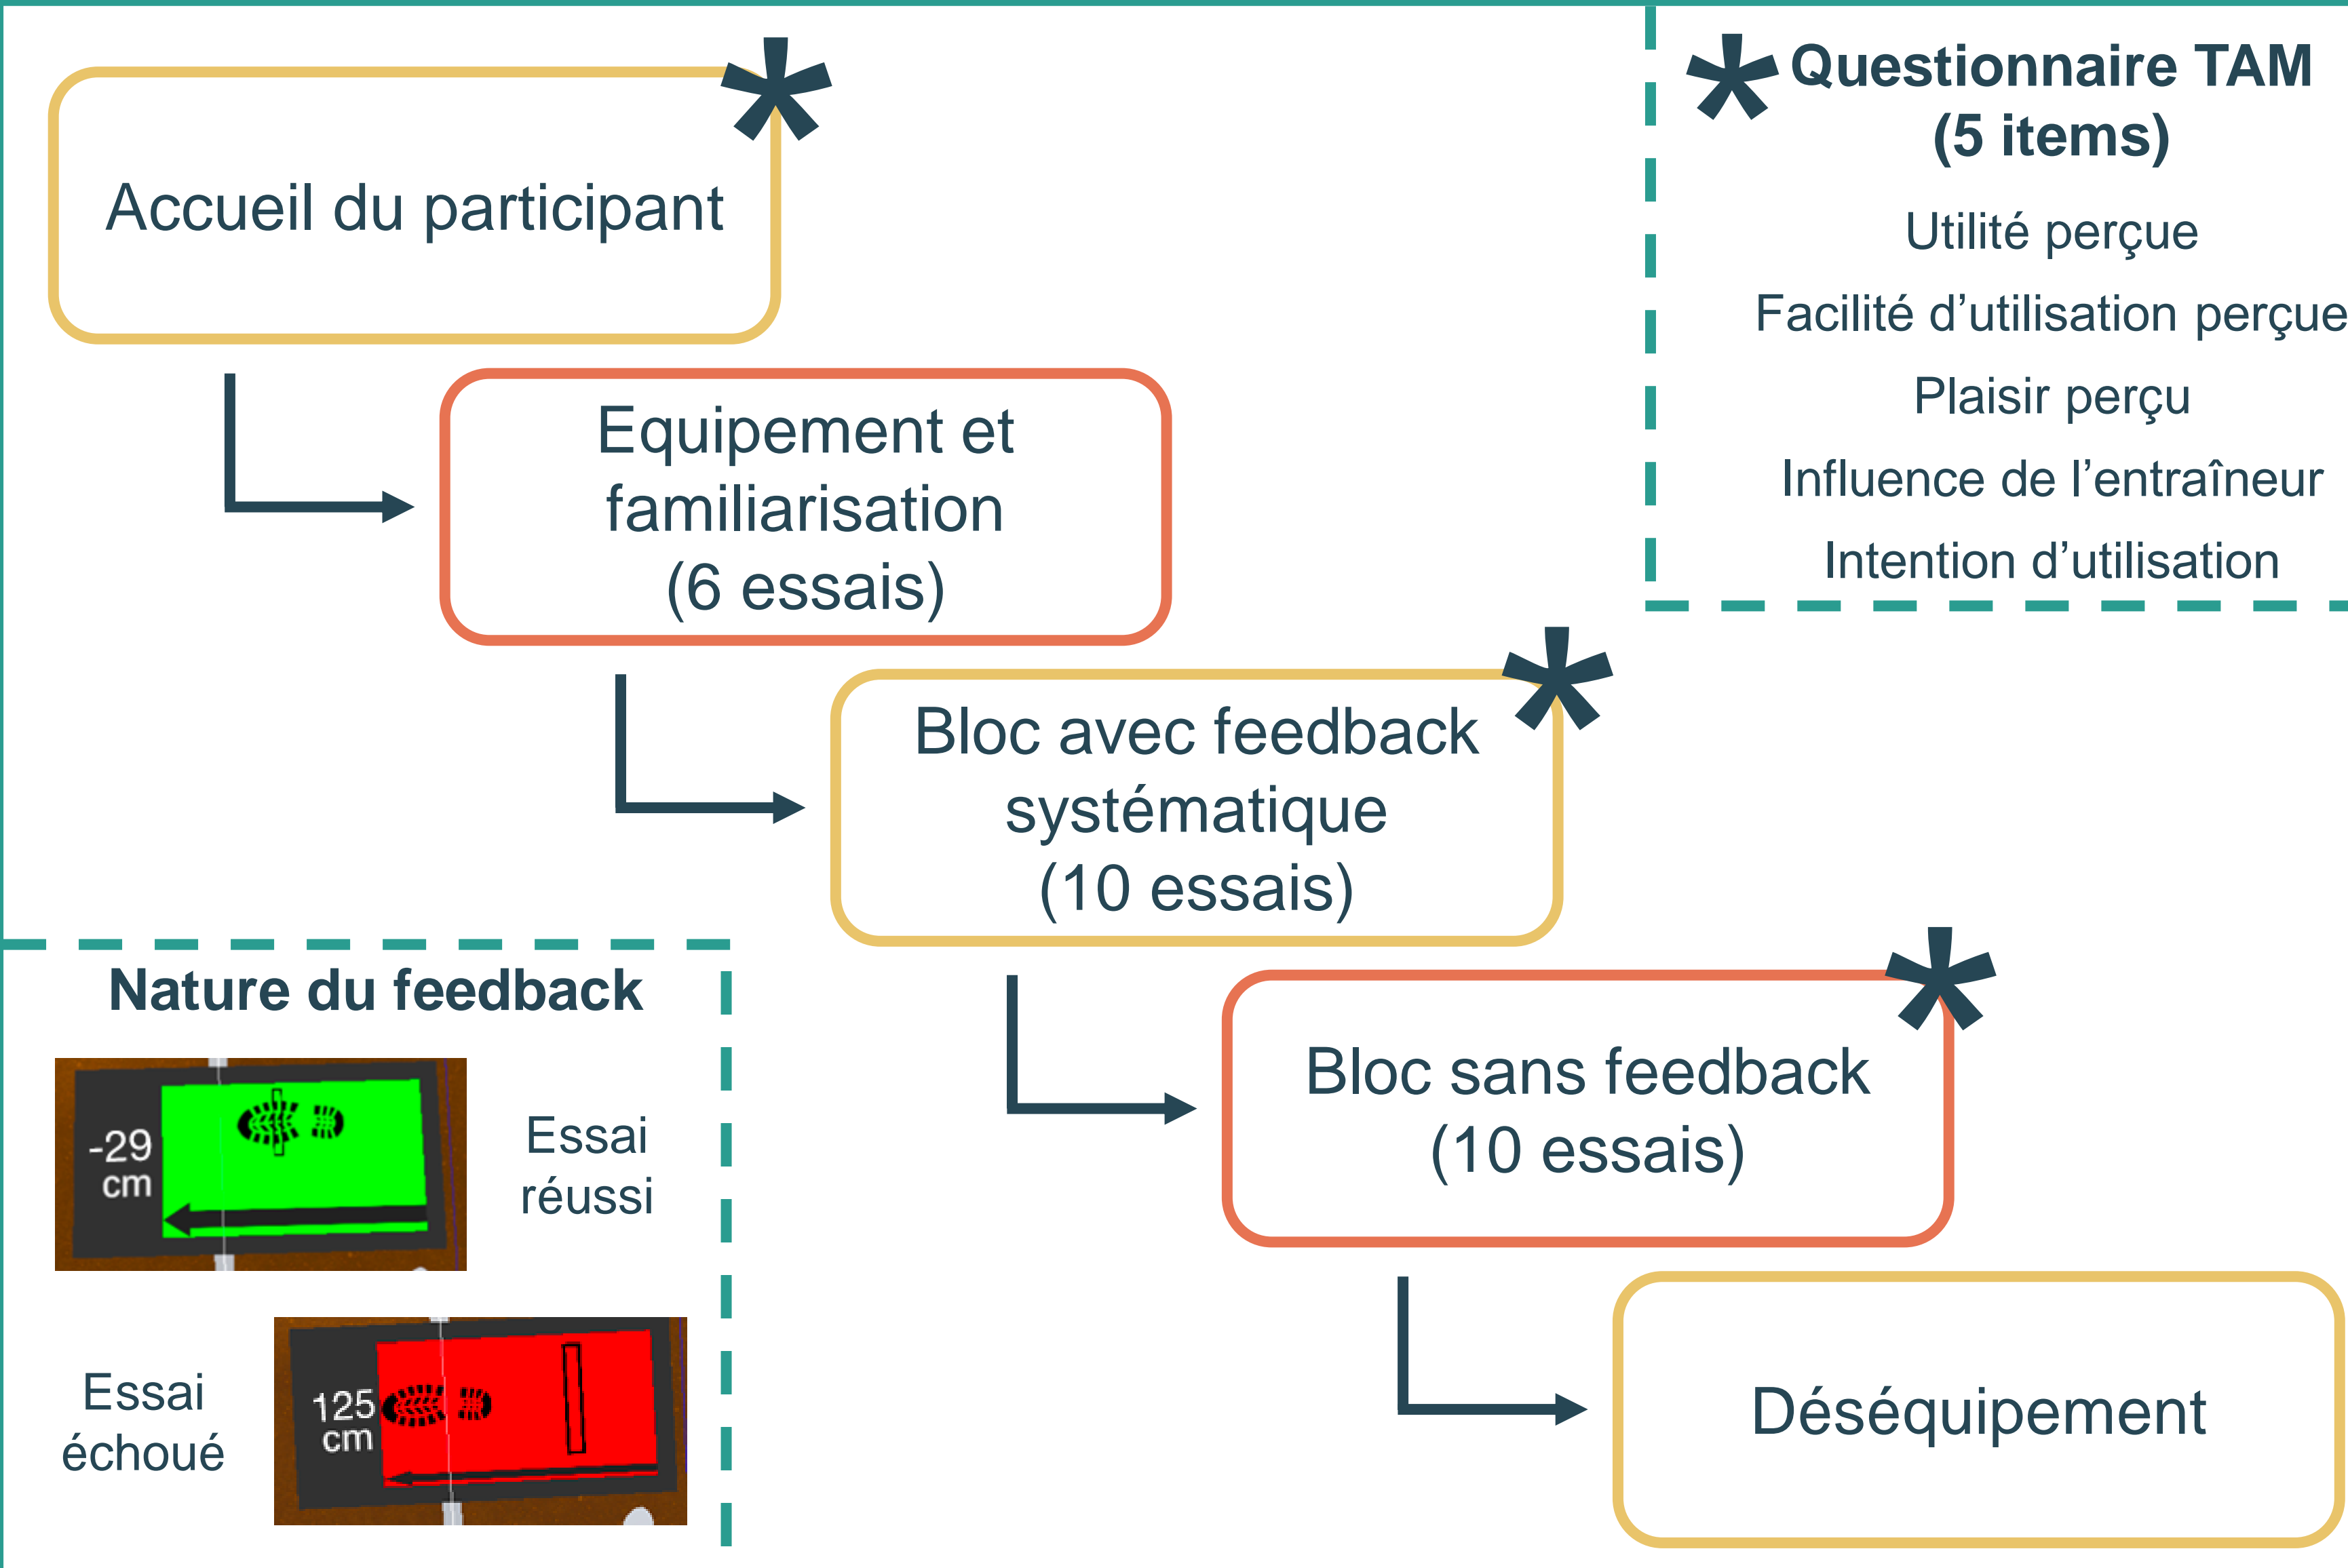 Accueil du participant
*
Equipement et
familiarisation
(6 essais)
Bloc avec feedback
systématique
(10 essais)
*
Bloc sans feedback
(10 essais)
*
Déséquipement
* Questionnaire TAM
(5 items)
Utilité perçue
Facilité d’utilisation perçue
Plaisir perçu
Influence de l’entraîneur
Intention d’utilisation
Nature du feedback
-29
cm
Essai
réussi
Essai
échoué
125
cm